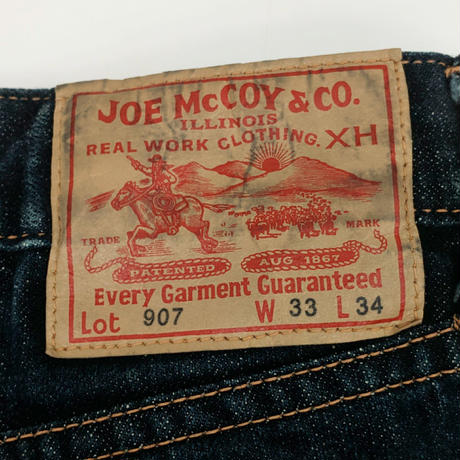 JOE McCOY & CO.
ILLINOIS
REAL WORK CLOTHING. XH
TRADE MARK
PATENTED AUG. 1867
Every Garment Guaranteed
Lot 907 W 33 L 34